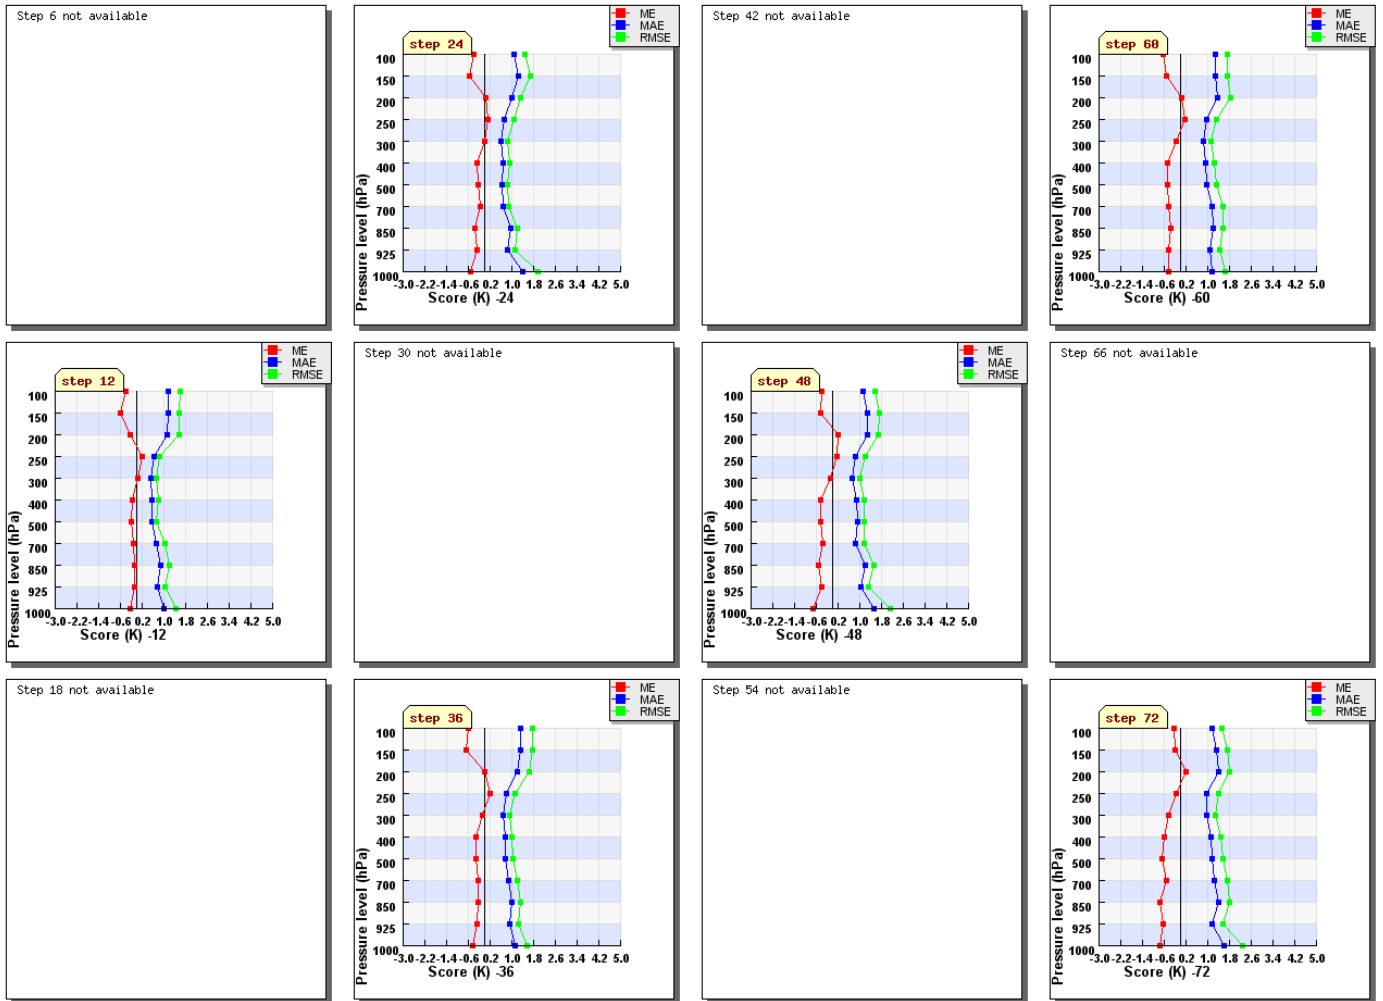 Step 6 not available
ME
MAE
RMSE
step 24
100
150
200
250
300
400
500
700
850
925
1000
Pressure level (hPa)
-3.0 -2.2 -1.4 -0.6 0.2 1.0 1.8 2.6 3.4 4.2 5.0
Score (K) -24
Step 42 not available
ME
MAE
RMSE
step 60
100
150
200
250
300
400
500
700
850
925
1000
Pressure level (hPa)
-3.0 -2.2 -1.4 -0.6 0.2 1.0 1.8 2.6 3.4 4.2 5.0
Score (K) -60
ME
MAE
RMSE
step 12
100
150
200
250
300
400
500
700
850
925
1000
Pressure level (hPa)
-3.0 -2.2 -1.4 -0.6 0.2 1.0 1.8 2.6 3.4 4.2 5.0
Score (K) -12
Step 30 not available
ME
MAE
RMSE
step 48
100
150
200
250
300
400
500
700
850
925
1000
Pressure level (hPa)
-3.0 -2.2 -1.4 -0.6 0.2 1.0 1.8 2.6 3.4 4.2 5.0
Score (K) -48
Step 66 not available
Step 18 not available
ME
MAE
RMSE
step 36
100
150
200
250
300
400
500
700
850
925
1000
Pressure level (hPa)
-3.0 -2.2 -1.4 -0.6 0.2 1.0 1.8 2.6 3.4 4.2 5.0
Score (K) -36
Step 54 not available
ME
MAE
RMSE
step 72
100
150
200
250
300
400
500
700
850
925
1000
Pressure level (hPa)
-3.0 -2.2 -1.4 -0.6 0.2 1.0 1.8 2.6 3.4 4.2 5.0
Score (K) -72